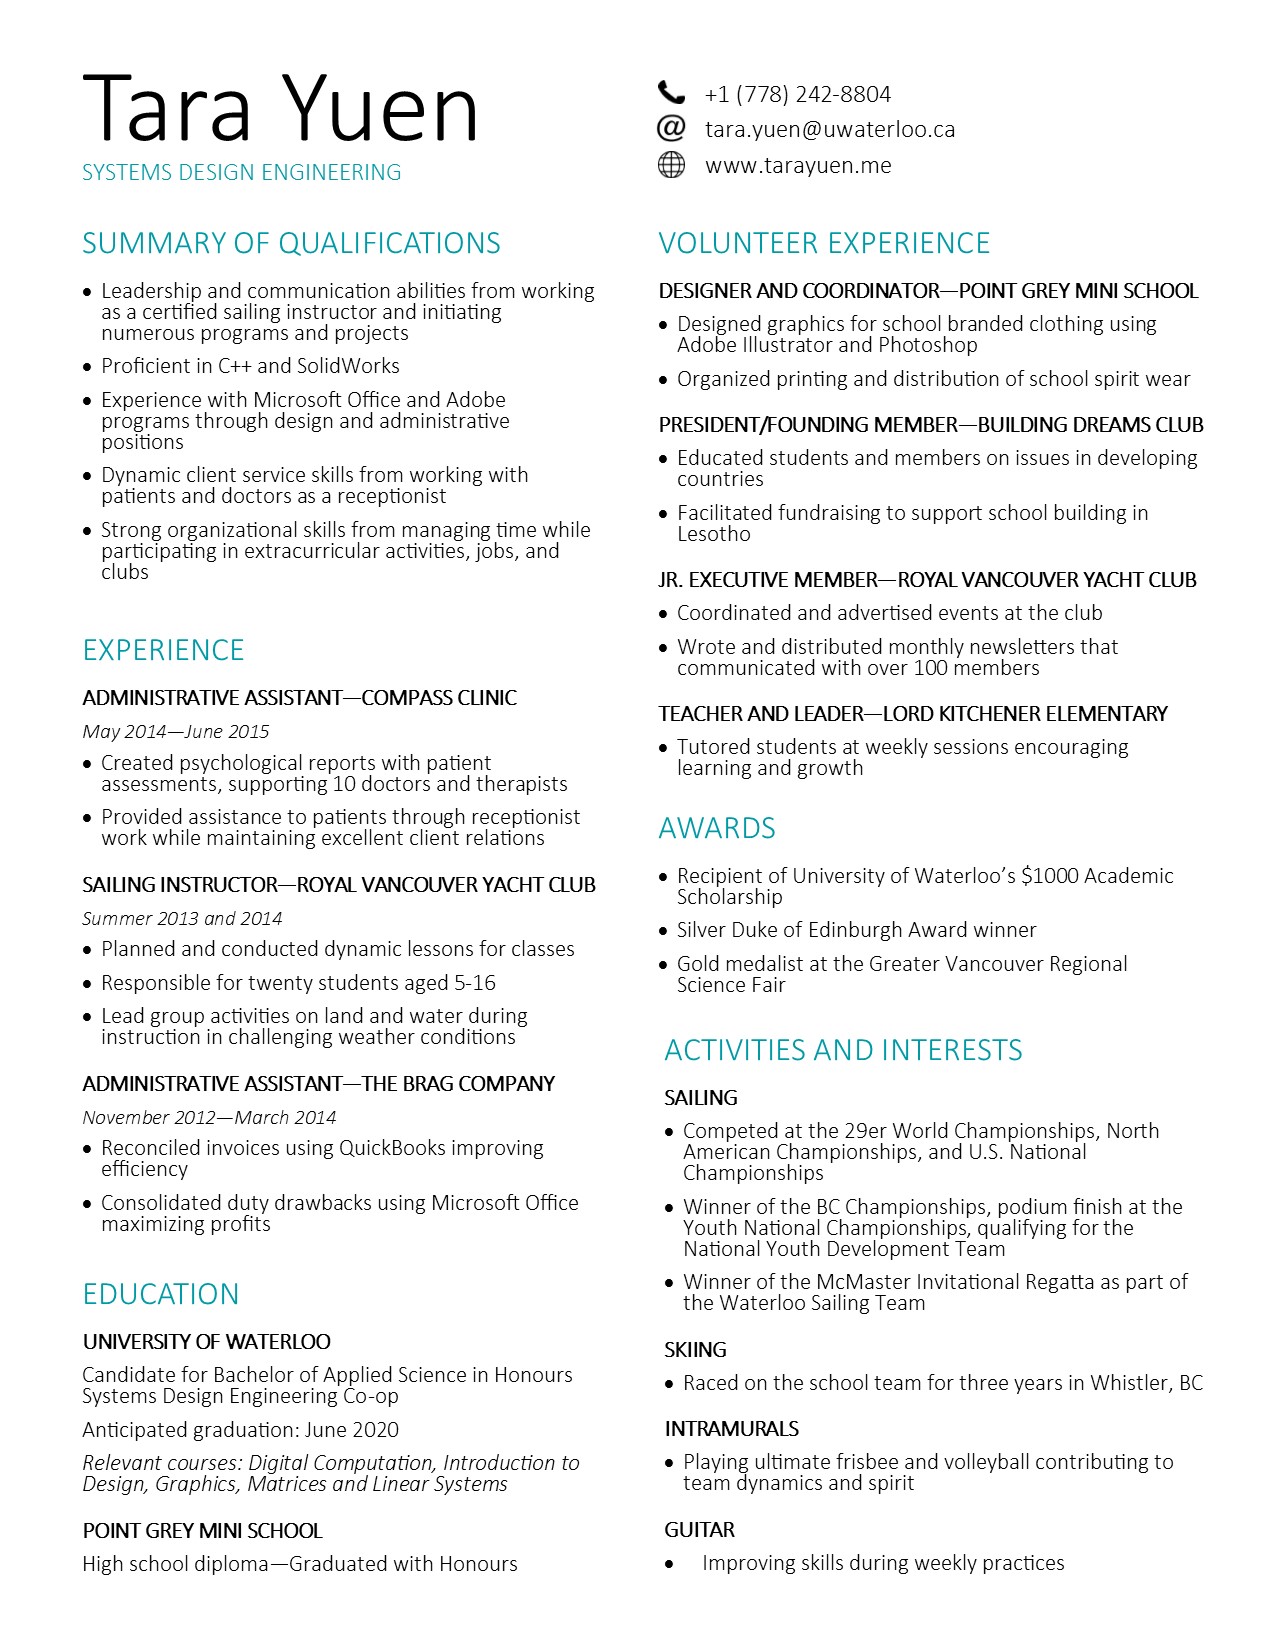 Tara Yuen
SYSTEMS DESIGN ENGINEERING
+1 (778) 242-8804
tara.yuen@uwaterloo.ca
www.tarayuen.me
SUMMARY OF QUALIFICATIONS
• Leadership and communication abilities from working
as a certified sailing instructor and initiating
numerous programs and projects
• Proficient in C++ and SolidWorks
• Experience with Microsoft Office and Adobe
programs through design and administrative
positions
• Dynamic client service skills from working with
patients and doctors as a receptionist
• Strong organizational skills from managing time while
participating in extracurricular activities, jobs, and
clubs
EXPERIENCE
ADMINISTRATIVE ASSISTANT—COMPASS CLINIC
May 2014—June 2015
• Created psychological reports with patient
assessments, supporting 10 doctors and therapists
• Provided assistance to patients through receptionist
work while maintaining excellent client relations
SAILING INSTRUCTOR—ROYAL VANCOUVER YACHT CLUB
Summer 2013 and 2014
• Planned and conducted dynamic lessons for classes
• Responsible for twenty students aged 5-16
• Lead group activities on land and water during
instruction in challenging weather conditions
ADMINISTRATIVE ASSISTANT—THE BRAG COMPANY
November 2012—March 2014
• Reconciled invoices using QuickBooks improving
efficiency
• Consolidated duty drawbacks using Microsoft Office
maximizing profits
EDUCATION
UNIVERSITY OF WATERLOO
Candidate for Bachelor of Applied Science in Honours
Systems Design Engineering Co-op
Anticipated graduation: June 2020
Relevant courses: Digital Computation, Introduction to
Design, Graphics, Matrices and Linear Systems
POINT GREY MINI SCHOOL
High school diploma—Graduated with Honours
VOLUNTEER EXPERIENCE
DESIGNER AND COORDINATOR—POINT GREY MINI SCHOOL
• Designed graphics for school branded clothing using
Adobe Illustrator and Photoshop
• Organized printing and distribution of school spirit wear
PRESIDENT/FOUNDING MEMBER—BUILDING DREAMS CLUB
• Educated students and members on issues in developing
countries
• Facilitated fundraising to support school building in
Lesotho
JR. EXECUTIVE MEMBER—ROYAL VANCOUVER YACHT CLUB
• Coordinated and advertised events at the club
• Wrote and distributed monthly newsletters that
communicated with over 100 members
TEACHER AND LEADER—LORD KITCHENER ELEMENTARY
• Tutored students at weekly sessions encouraging
learning and growth
AWARDS
• Recipient of University of Waterloo’s $1000 Academic
Scholarship
• Silver Duke of Edinburgh Award winner
• Gold medalist at the Greater Vancouver Regional
Science Fair
ACTIVITIES AND INTERESTS
SAILING
• Competed at the 29er World Championships, North
American Championships, and U.S. National
Championships
• Winner of the BC Championships, podium finish at the
Youth National Championships, qualifying for the
National Youth Development Team
• Winner of the McMaster Invitational Regatta as part of
the Waterloo Sailing Team
SKIING
• Raced on the school team for three years in Whistler, BC
INTRAMURALS
• Playing ultimate frisbee and volleyball contributing to
team dynamics and spirit
GUITAR
• Improving skills during weekly practices